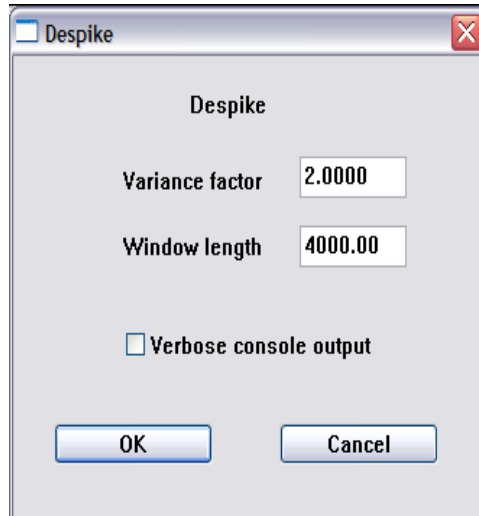 Despike
Despike
Variance factor 2.0000
Window length 4000.00
Verbose console output
OK Cancel